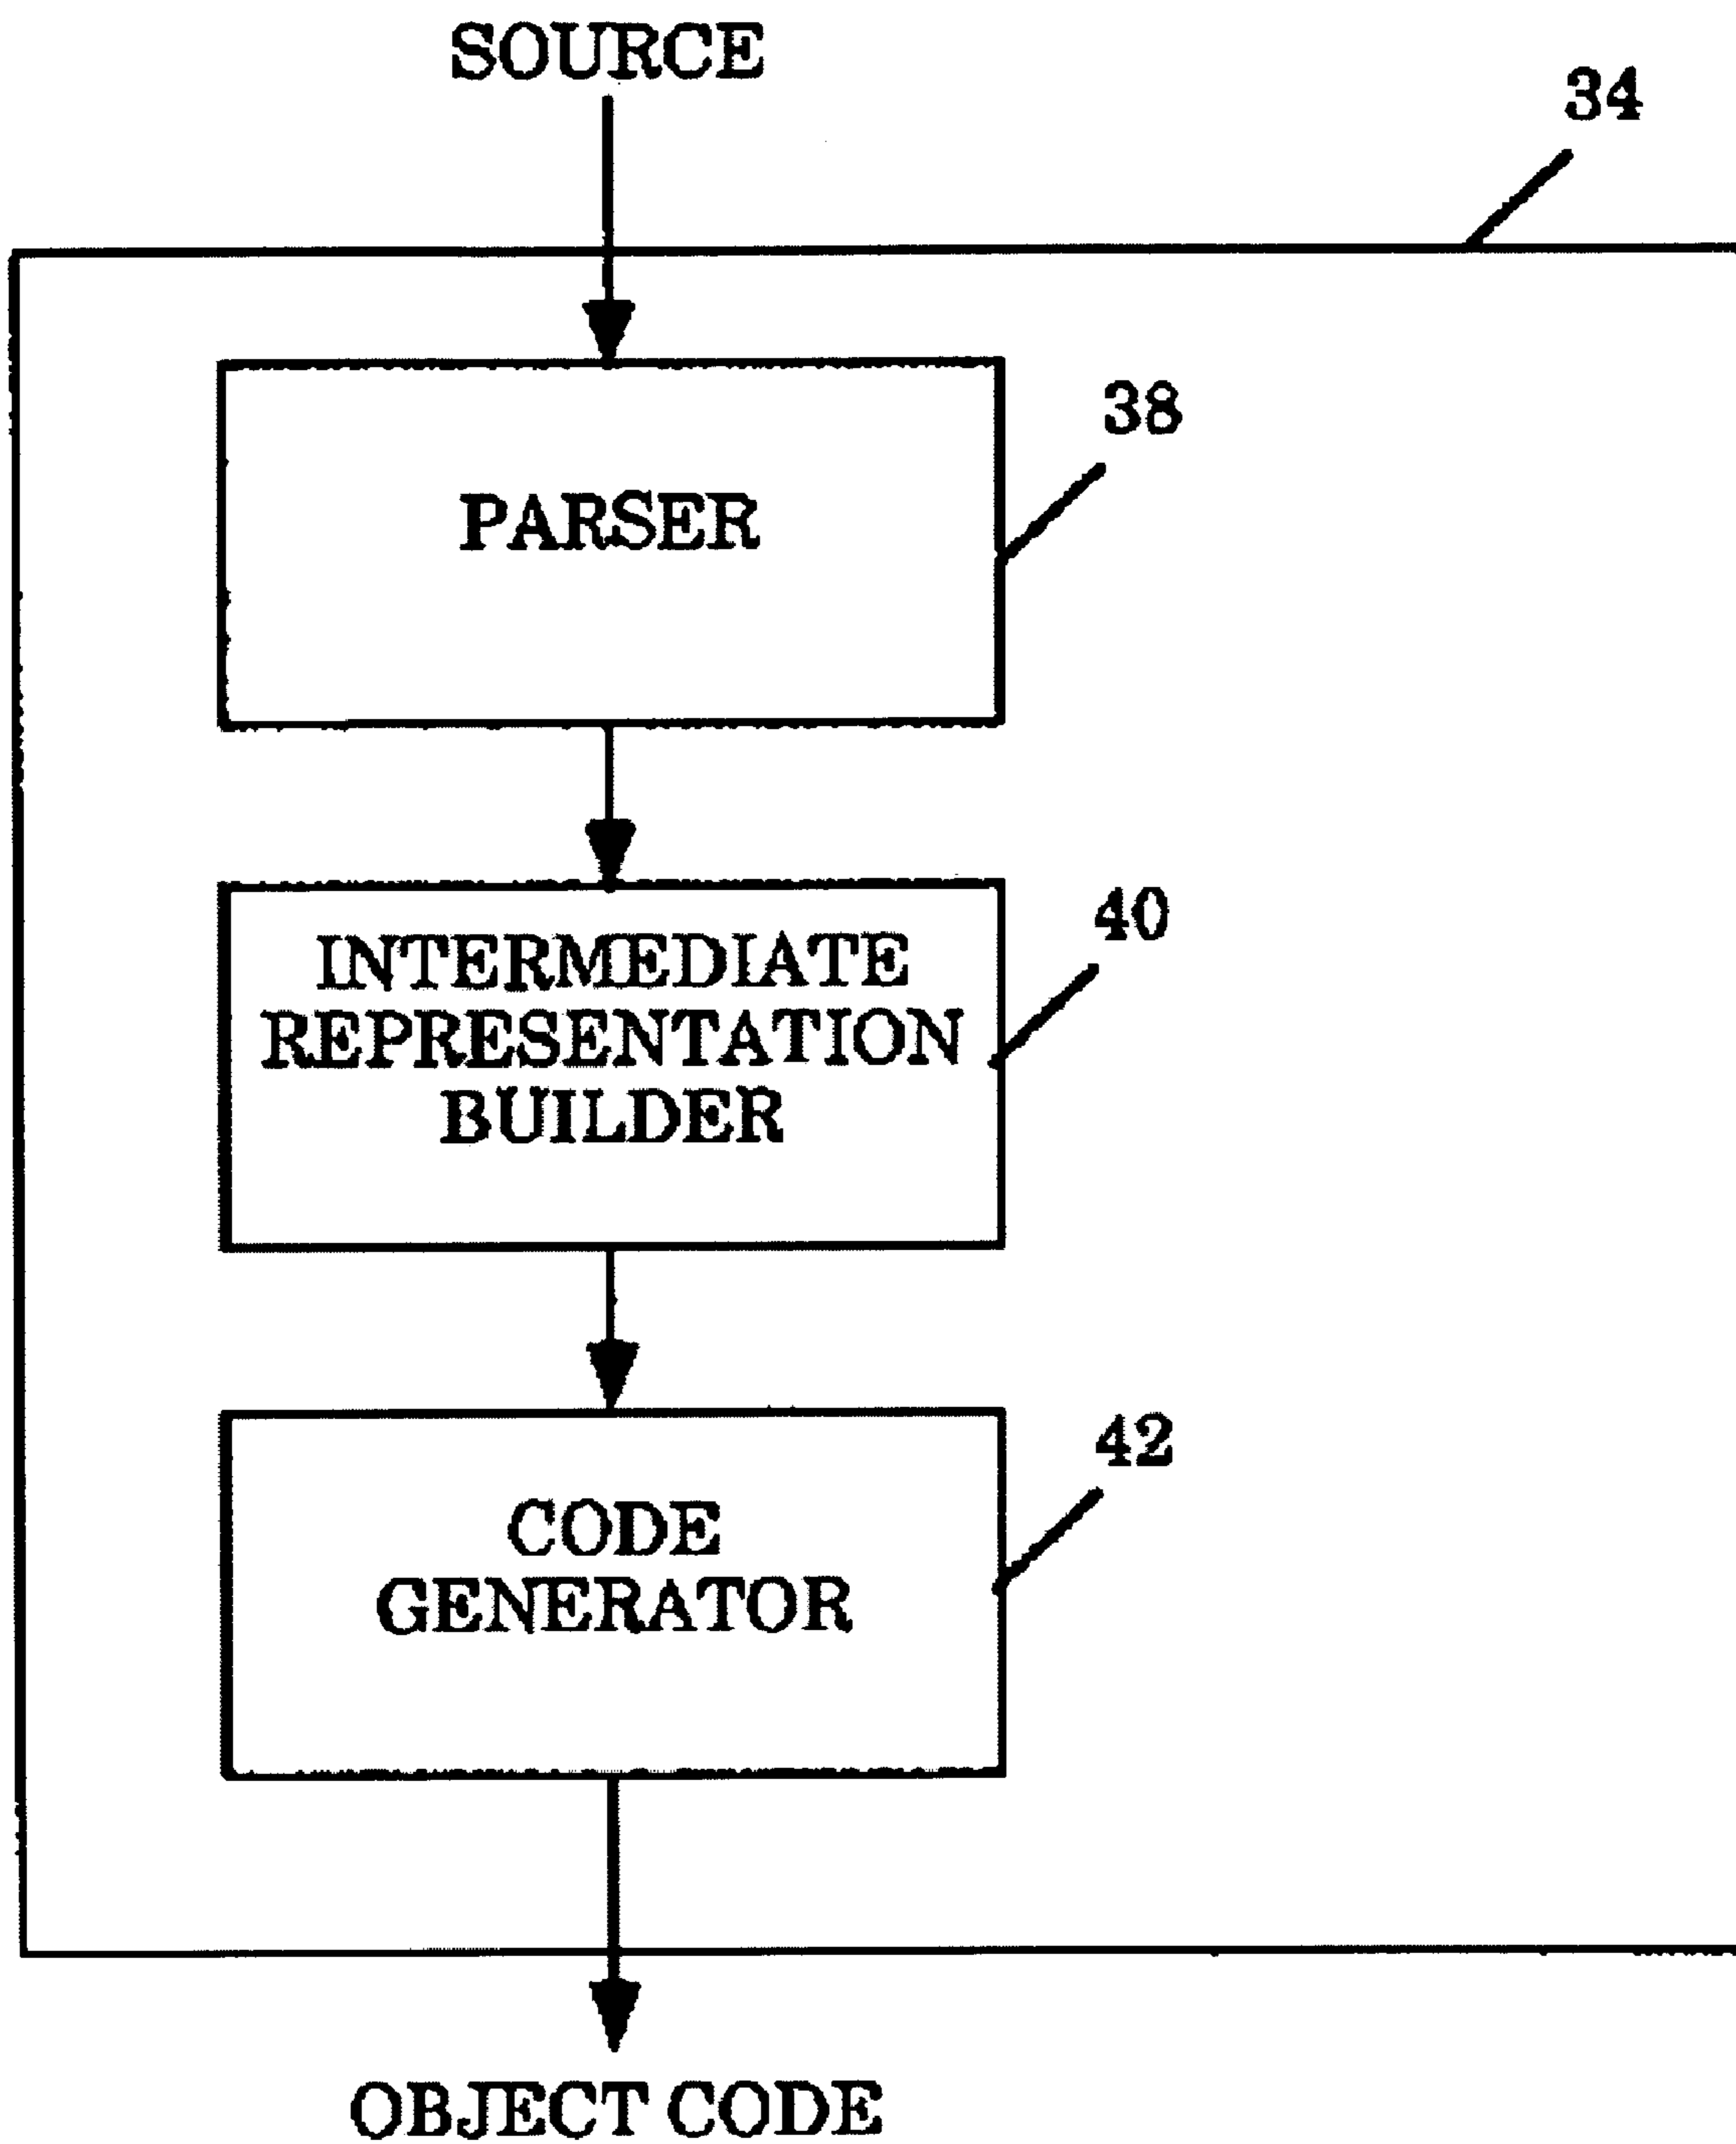 SOURCE
34
38
PARSER
40
INTERMEDIATE
REPRESENTATION
BUILDER
42
CODE
GENERATOR
OBJECT CODE